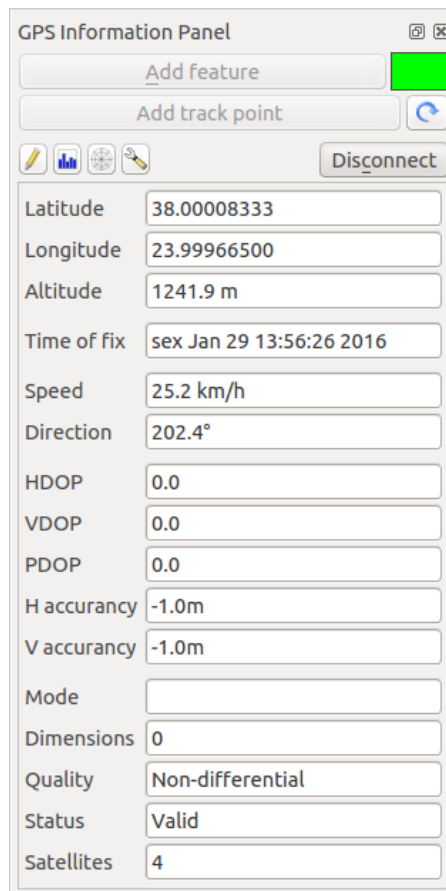 GPS Information Panel
Add feature
Add track point
Disconnect
Latitude 38.00008333
Longitude 23.99966500
Altitude 1241.9 m
Time of fix sex Jan 29 13:56:26 2016
Speed 25.2 km/h
Direction 202.4°
HDOP 0.0
VDOP 0.0
PDOP 0.0
H accurancy -1.0m
V accurancy -1.0m
Mode
Dimensions 0
Quality Non-differential
Status Valid
Satellites 4